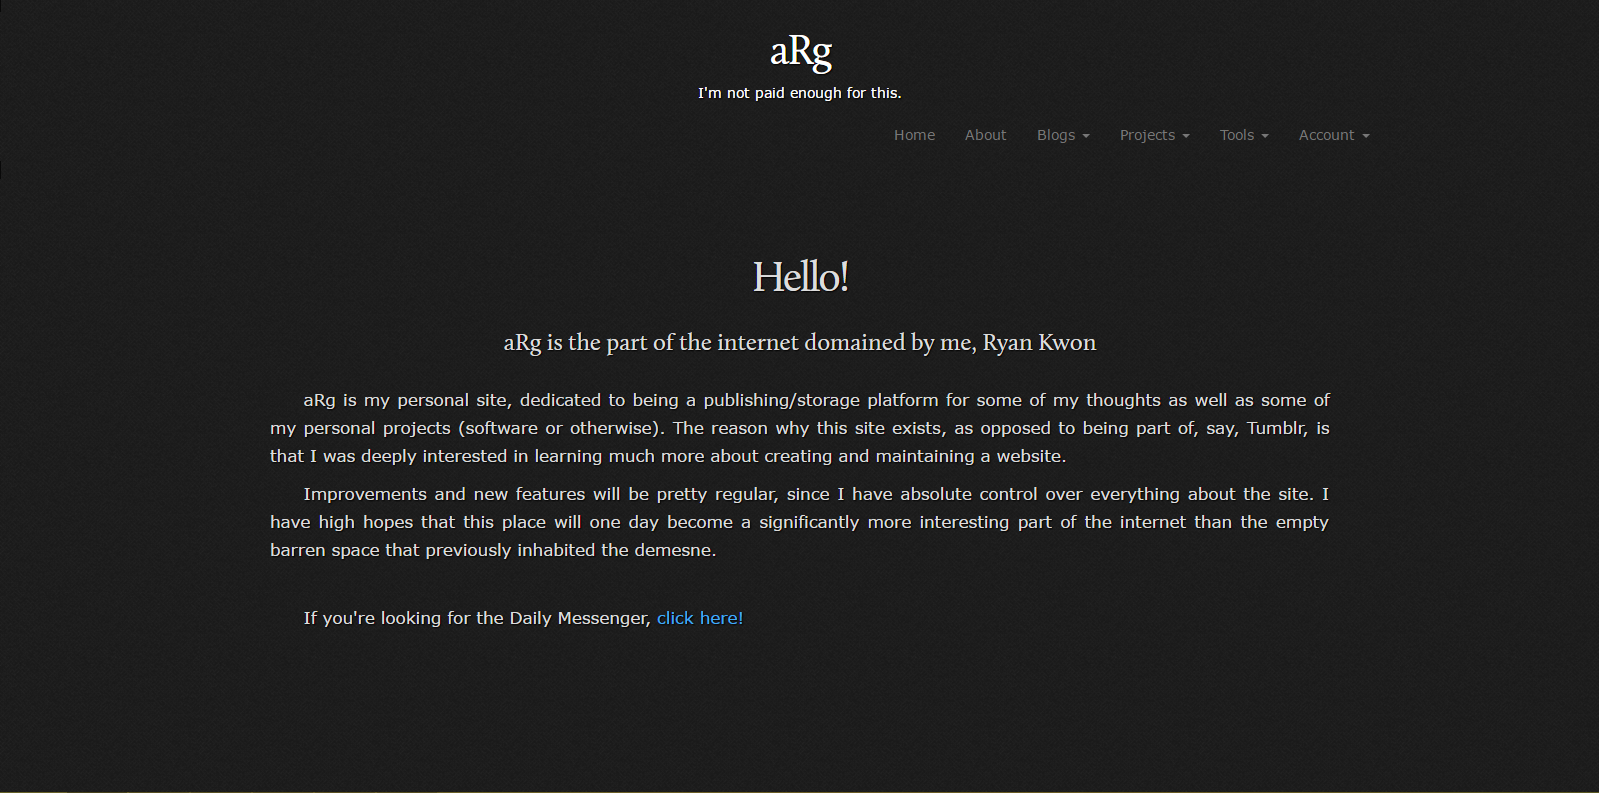 aRg
I'm not paid enough for this.
Home About Blogs Projects Tools Account
Hello!
aRg is the part of the internet domained by me, Ryan Kwon
aRg is my personal site, dedicated to being a publishing/storage platform for some of my thoughts as well as some of
my personal projects (software or otherwise). The reason why this site exists, as opposed to being part of, say, Tumblr, is
that I was deeply interested in learning much more about creating and maintaining a website.
Improvements and new features will be pretty regular, since I have absolute control over everything about the site. I
have high hopes that this place will one day become a significantly more interesting part of the internet than the empty
barren space that previously inhabited the demesne.
If you're looking for the Daily Messenger, click here!